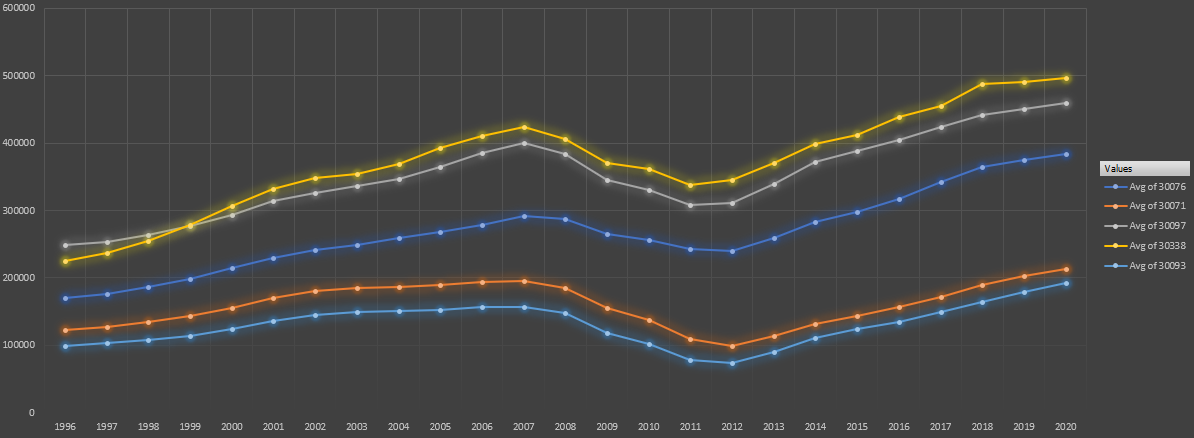 600000
500000
400000
300000
200000
100000
0
1996 1997 1998 1999 2000 2001 2002 2003 2004 2005 2006 2007 2008 2009 2010 2011 2012 2013 2014 2015 2016 2017 2018 2019 2020
Values
Avg of 30076
Avg of 30071
Avg of 30097
Avg of 30338
Avg of 30093